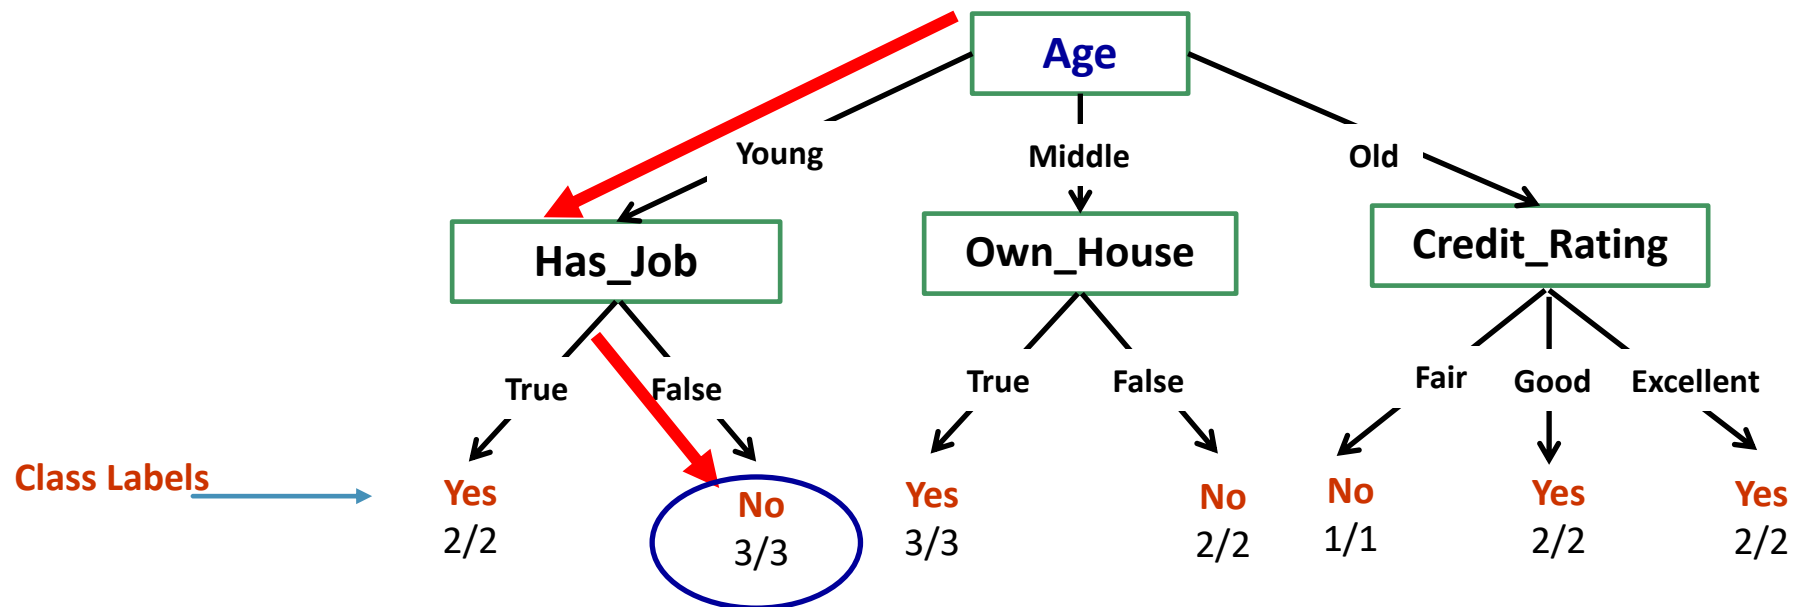 Age
Young
Middle
Old
Has_Job
Own_House
Credit_Rating
True
False
True
False
Fair
Good
Excellent
Class Labels
Yes
No
Yes
No
No
Yes
Yes
2/2
3/3
3/3
2/2
1/1
2/2
2/2